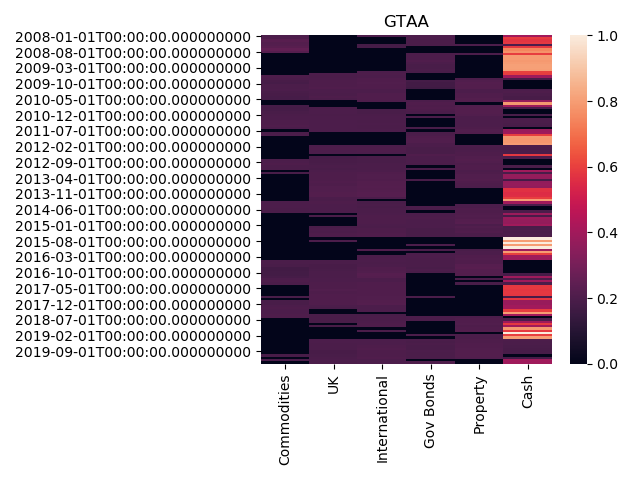 GTAA
2008-01-01T00:00:00.000000000
2008-08-01T00:00:00.000000000
2009-03-01T00:00:00.000000000
2009-10-01T00:00:00.000000000
2010-05-01T00:00:00.000000000
2010-12-01T00:00:00.000000000
2011-07-01T00:00:00.000000000
2012-02-01T00:00:00.000000000
2012-09-01T00:00:00.000000000
2013-04-01T00:00:00.000000000
2013-11-01T00:00:00.000000000
2014-06-01T00:00:00.000000000
2015-01-01T00:00:00.000000000
2015-08-01T00:00:00.000000000
2016-03-01T00:00:00.000000000
2016-10-01T00:00:00.000000000
2017-05-01T00:00:00.000000000
2017-12-01T00:00:00.000000000
2018-07-01T00:00:00.000000000
2019-02-01T00:00:00.000000000
2019-09-01T00:00:00.000000000
Commodities
UK
International
Gov Bonds
Property
Cash
1.0
0.8
0.6
0.4
0.2
0.0